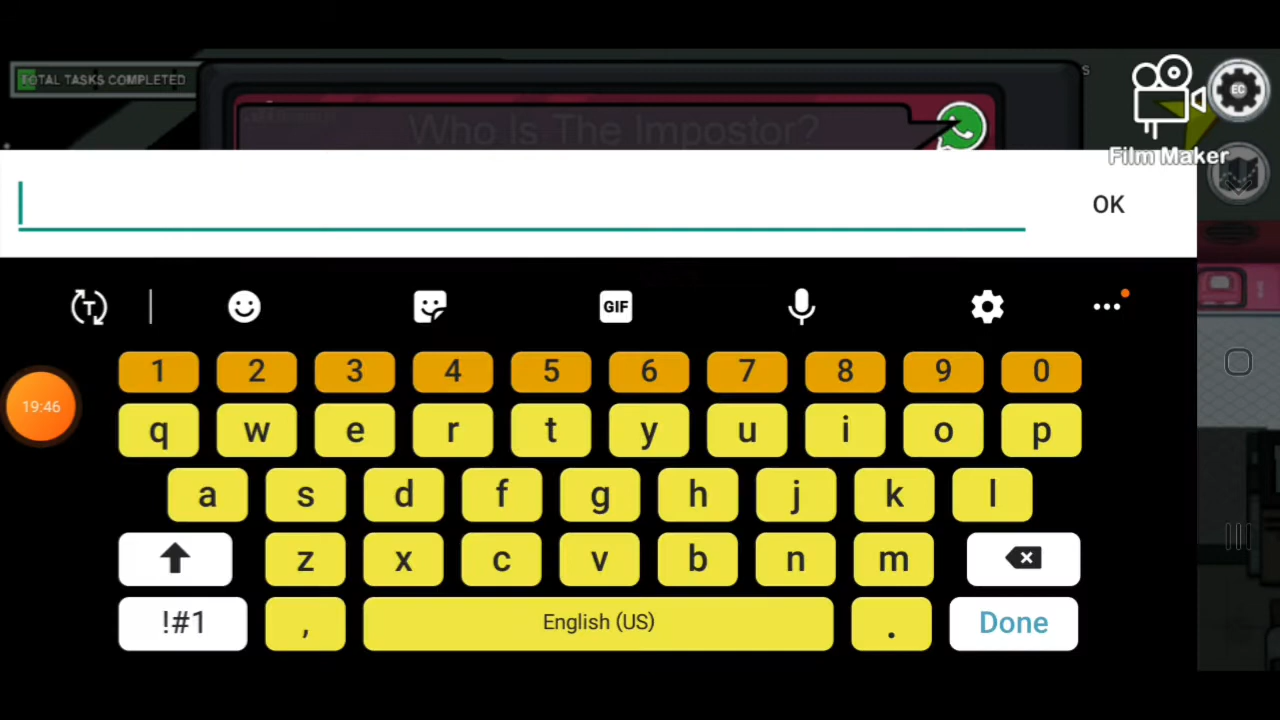 TOTAL TASKS COMPLETED
s
EC
Who Is The Impostor?
Film Maker
OK
T
GIF
19:46
1 2 3 4 5 6 7 8 9 0
q w e r t y u i o p
a s d f g h j k l
z x c v b n m
!#1 , English (US) . Done